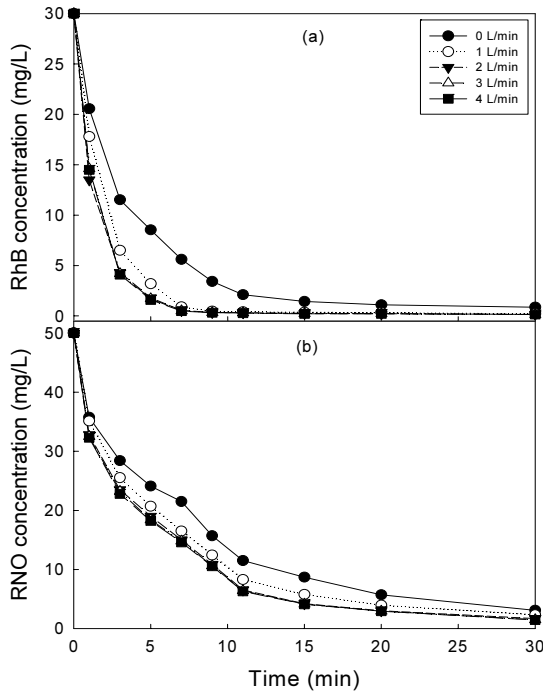 30
25
20
15
10
5
0
RhB concentration (mg/L)
(a)
0 L/min
1 L/min
2 L/min
3 L/min
4 L/min
50
40
30
20
10
0
RNO concentration (mg/L)
(b)
0
5
10
15
20
25
30
Time (min)